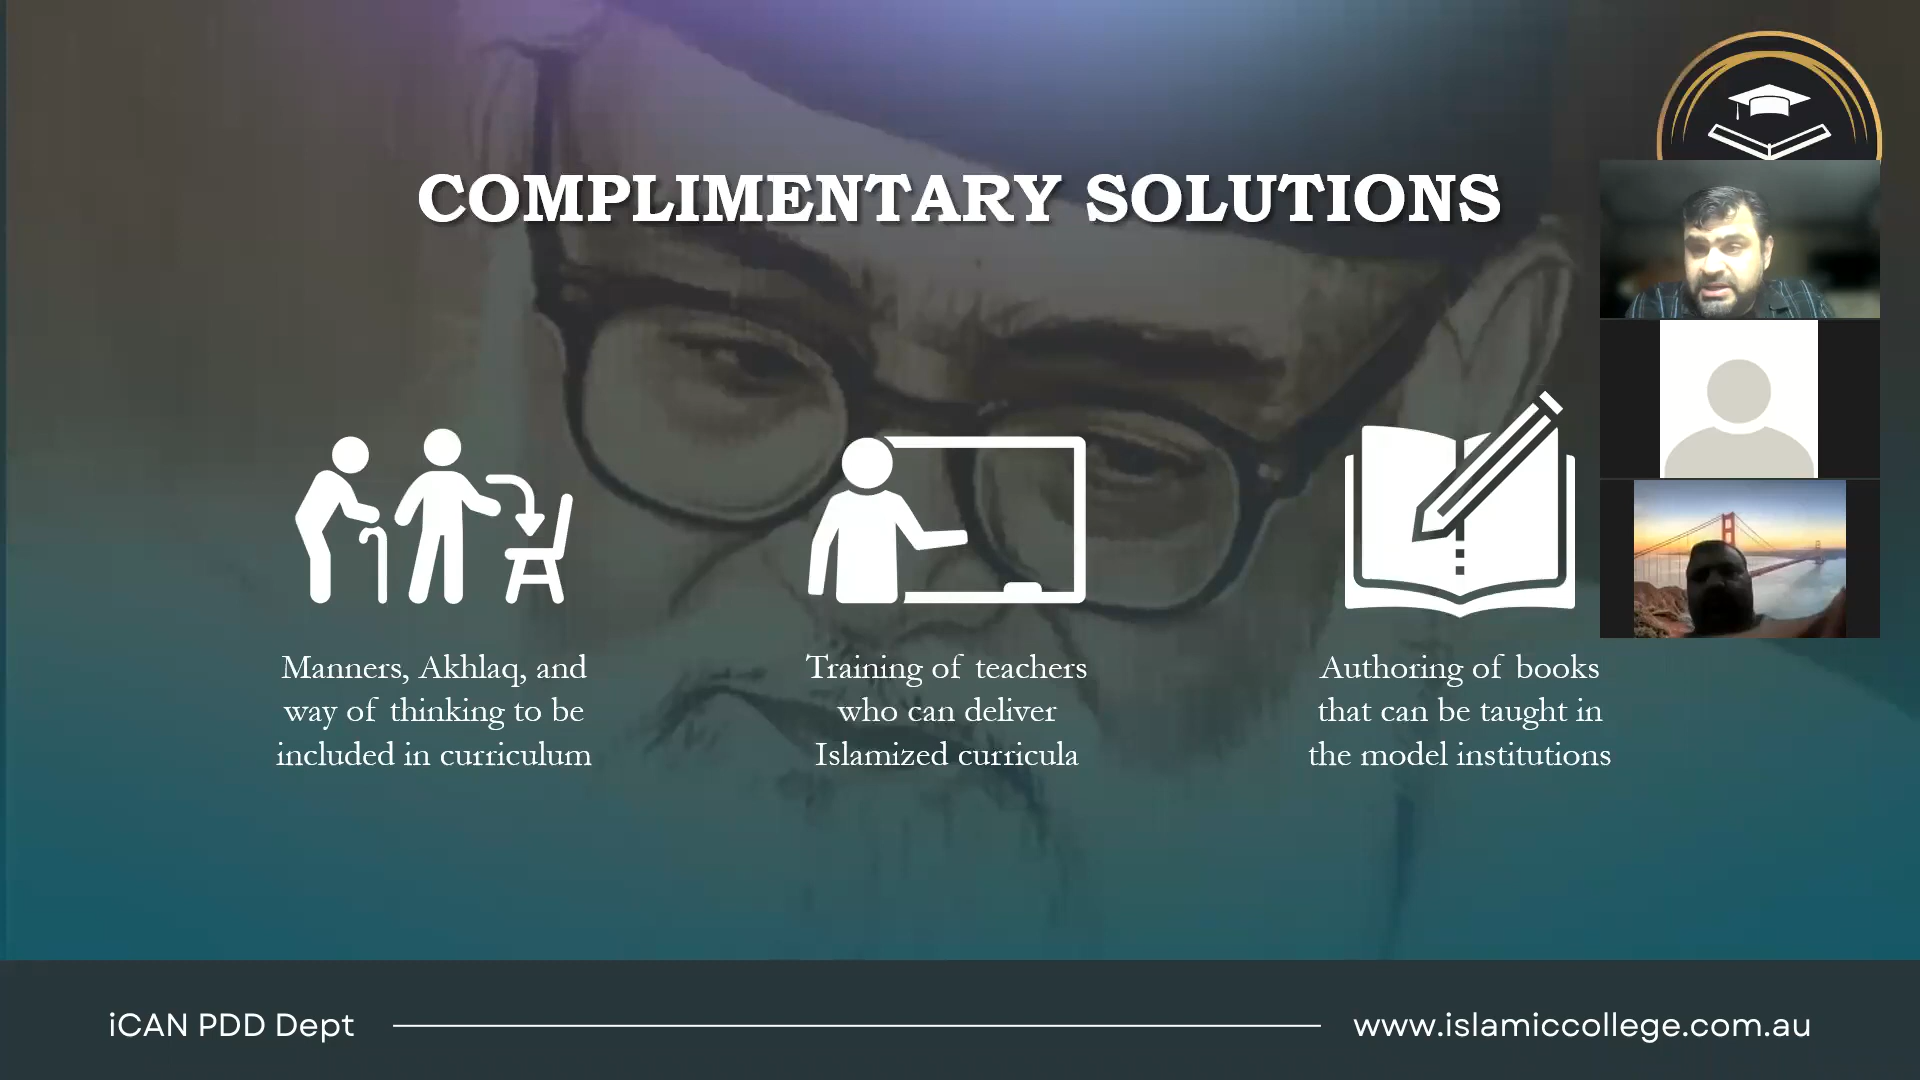 COMPLIMENTARY SOLUTIONS
Manners, Akhlaq, and
way of thinking to be
included in curriculum
Training of teachers
who can deliver
Islamized curricula
Authoring of books
that can be taught in
the model institutions
iCAN PDD Dept
www.islamiccollege.com.au